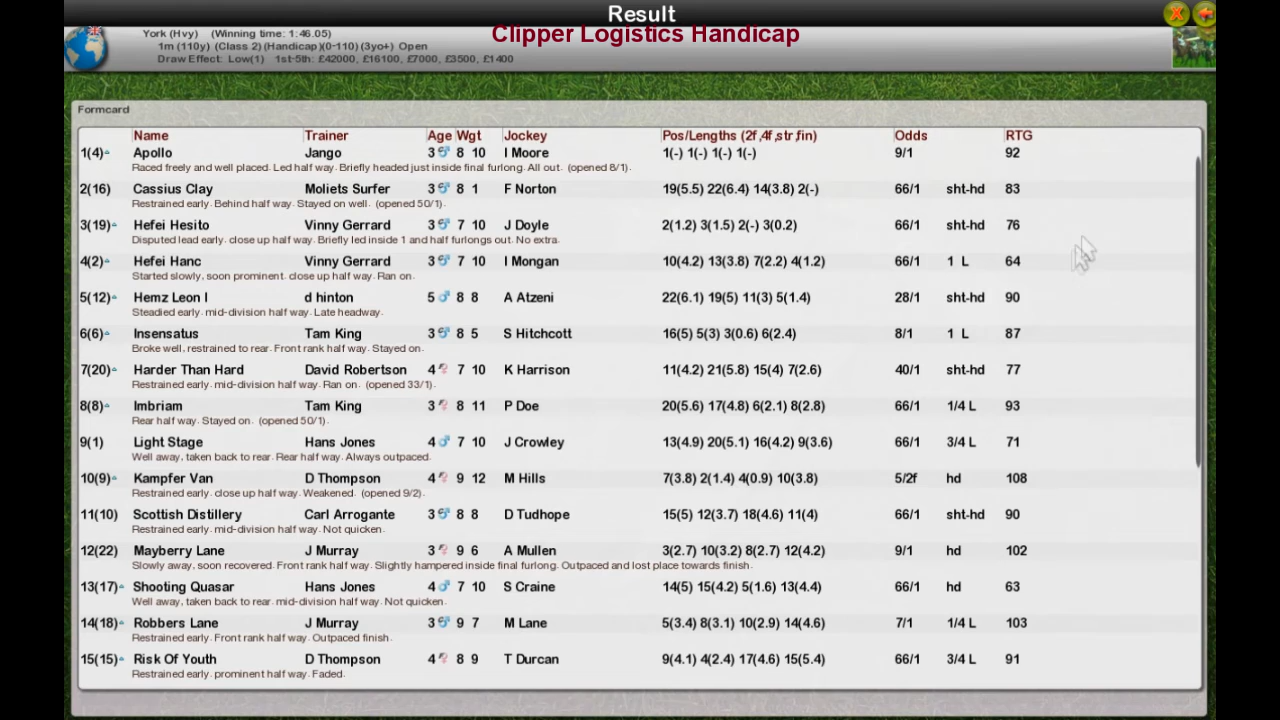 Result
Clipper Logistics Handicap
York (Hvy) (Winning time: 1:46.05)
1m (110y) (Class 2) (Handicap)(0-110) (3yo+) Open
Draw Effect: Low(1) 1st-5th: £42000, £16100, £7000, £3500, £1400
Formcard
Name Trainer Age Wgt Jockey Pos/Lengths (2f,4f,str,fin) Odds RTG
1(4) Apollo Jango 3 8 10 I Moore 1(-) 1(-) 1(-) 1(-) 9/1 92
Raced freely and well placed. Led half way. Briefly headed just inside final furlong. All out. (opened 8/1).
2(16) Cassius Clay Moliets Surfer 3 8 1 F Norton 19(5.5) 22(6.4) 14(3.8) 2(-) 66/1 sht-hd 83
Restrained early. Behind half way. Stayed on well. (opened 50/1).
3(19) Hefei Hesito Vinny Gerrard 3 7 10 J Doyle 2(1.2) 3(1.5) 2(-) 3(0.2) 66/1 sht-hd 76
Disputed lead early. close up half way. Briefly led inside 1 and half furlongs out. No extra.
4(2) Hefei Hanc Vinny Gerrard 3 7 10 I Mongan 10(4.2) 13(3.8) 7(2.2) 4(1.2) 66/1 1 L 64
Started slowly, soon prominent. close up half way. Ran on.
5(12) Hemz Leon I d hinton 5 8 8 A Atzeni 22(6.1) 19(5) 11(3) 5(1.4) 28/1 sht-hd 90
Steadied early. mid-division half way. Late headway.
6(6) Insensatus Tam King 3 8 5 S Hitchcott 16(5) 5(3) 3(0.6) 6(2.4) 8/1 1 L 87
Broke well, restrained to rear. Front rank half way. Stayed on.
7(20) Harder Than Hard David Robertson 4 7 10 K Harrison 11(4.2) 21(5.8) 15(4) 7(2.6) 40/1 sht-hd 77
Restrained early. mid-division half way. Ran on. (opened 33/1).
8(8) Imbriam Tam King 3 8 11 P Doe 20(5.6) 17(4.8) 6(2.1) 8(2.8) 66/1 1/4 L 93
Rear half way. Stayed on. (opened 50/1).
9(1) Light Stage Hans Jones 4 7 10 J Crowley 13(4.9) 20(5.1) 16(4.2) 9(3.6) 66/1 3/4 L 71
Well away, taken back to rear. Rear half way. Always outpaced.
10(9) Kampfer Van D Thompson 4 9 12 M Hills 7(3.8) 2(1.4) 4(0.9) 10(3.8) 5/2f hd 108
Restrained early. close up half way. Weakened. (opened 9/2).
11(10) Scottish Distillery Carl Arrogante 3 8 8 D Tudhope 15(5) 12(3.7) 18(4.6) 11(4) 66/1 sht-hd 90
Restrained early. mid-division half way. Not quicken.
12(22) Mayberry Lane J Murray 3 9 6 A Mullen 3(2.7) 10(3.2) 8(2.7) 12(4.2) 9/1 hd 102
Slowly away, soon recovered. Front rank half way. Slightly hampered inside final furlong. Outpaced and lost place towards finish.
13(17) Shooting Quasar Hans Jones 4 7 10 S Craine 14(5) 15(4.2) 5(1.6) 13(4.4) 66/1 hd 63
Well away, taken back to rear. mid-division half way. Not quicken.
14(18) Robbers Lane J Murray 3 9 7 M Lane 5(3.4) 8(3.1) 10(2.9) 14(4.6) 7/1 1/4 L 103
Restrained early. Front rank half way. Outpaced finish.
15(15) Risk Of Youth D Thompson 4 8 9 T Durcan 9(4.1) 4(2.4) 17(4.6) 15(5.4) 66/1 3/4 L 91
Restrained early. prominent half way. Faded.